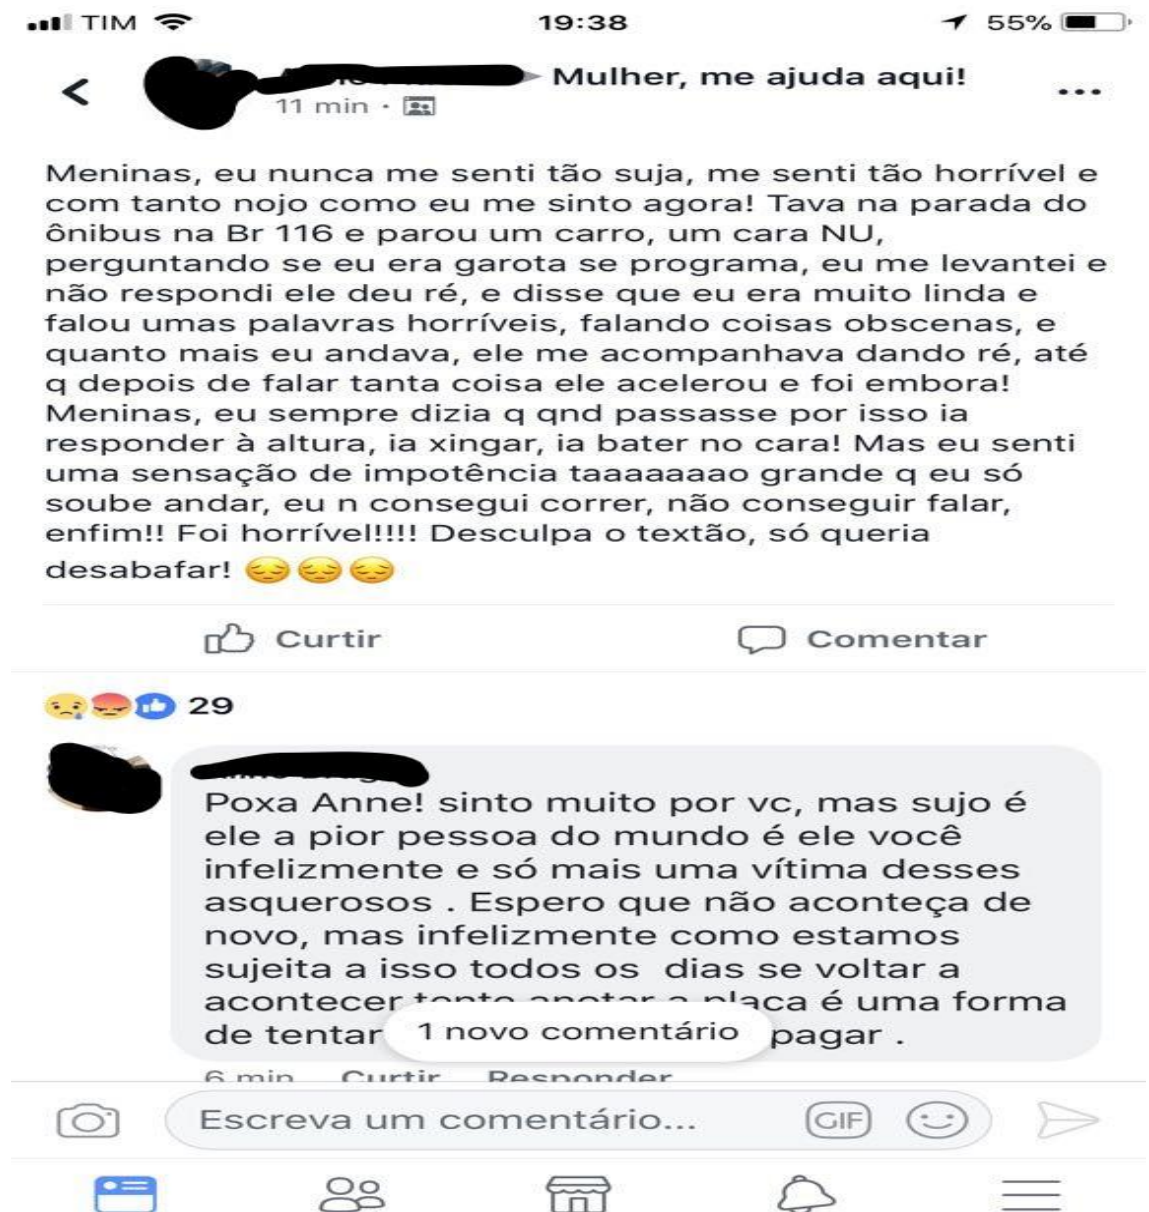 TIM 19:38 55%
Mulher, me ajuda aqui!
11 min
Meninas, eu nunca me senti tão suja, me senti tão horrível e
com tanto nojo como eu me sinto agora! Tava na parada do
ônibus na Br 116 e parou um carro, um cara NU,
perguntando se eu era garota se programa, eu me levantei e
não respondi ele deu ré, e disse que eu era muito linda e
falou umas palavras horríveis, falando coisas obscenas, e
quanto mais eu andava, ele me acompanhava dando ré, até
q depois de falar tanta coisa ele acelerou e foi embora!
Meninas, eu sempre dizia q qnd passasse por isso ia
responder à altura, ia xingar, ia bater no cara! Mas eu senti
uma sensação de impotência taaaaaaao grande q eu só
soube andar, eu n consegui correr, não conseguir falar,
enfim!! Foi horrível!!!! Desculpa o textão, só queria
desabafar! 😔😔😔
Curtir Comentar
29
Poxa Anne! sinto muito por vc, mas sujo é
ele a pior pessoa do mundo é ele você
infelizmente e só mais uma vítima desses
asquerosos . Espero que não aconteça de
novo, mas infelizmente como estamos
sujeita a isso todos os dias se voltar a
acontecer tente anotar a placa é uma forma
de tentar pagar .
1 novo comentário
6 min Curtir Responder
Escreva um comentário... GIF